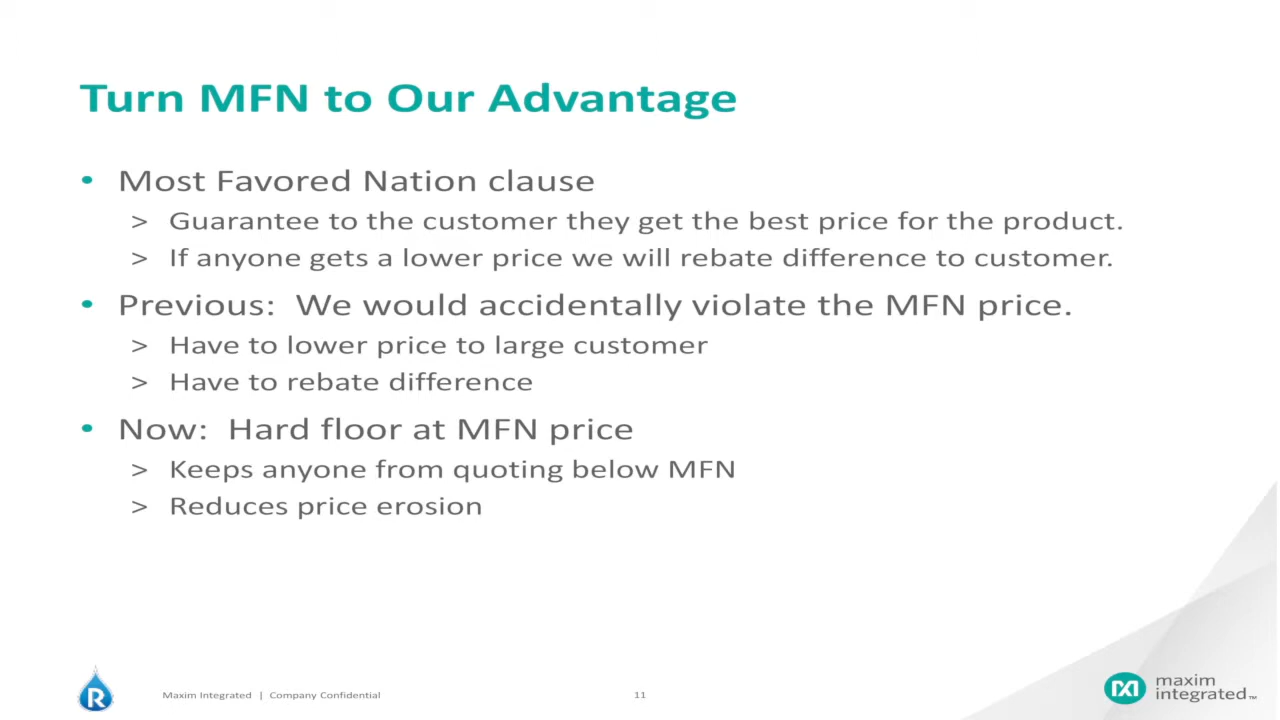 Turn MFN to Our Advantage
• Most Favored Nation clause
> Guarantee to the customer they get the best price for the product.
> If anyone gets a lower price we will rebate difference to customer.
• Previous:  We would accidentally violate the MFN price.
> Have to lower price to large customer
> Have to rebate difference
• Now:  Hard floor at MFN price
> Keeps anyone from quoting below MFN
> Reduces price erosion
R
Maxim Integrated | Company Confidential
11
maxim
integrated™